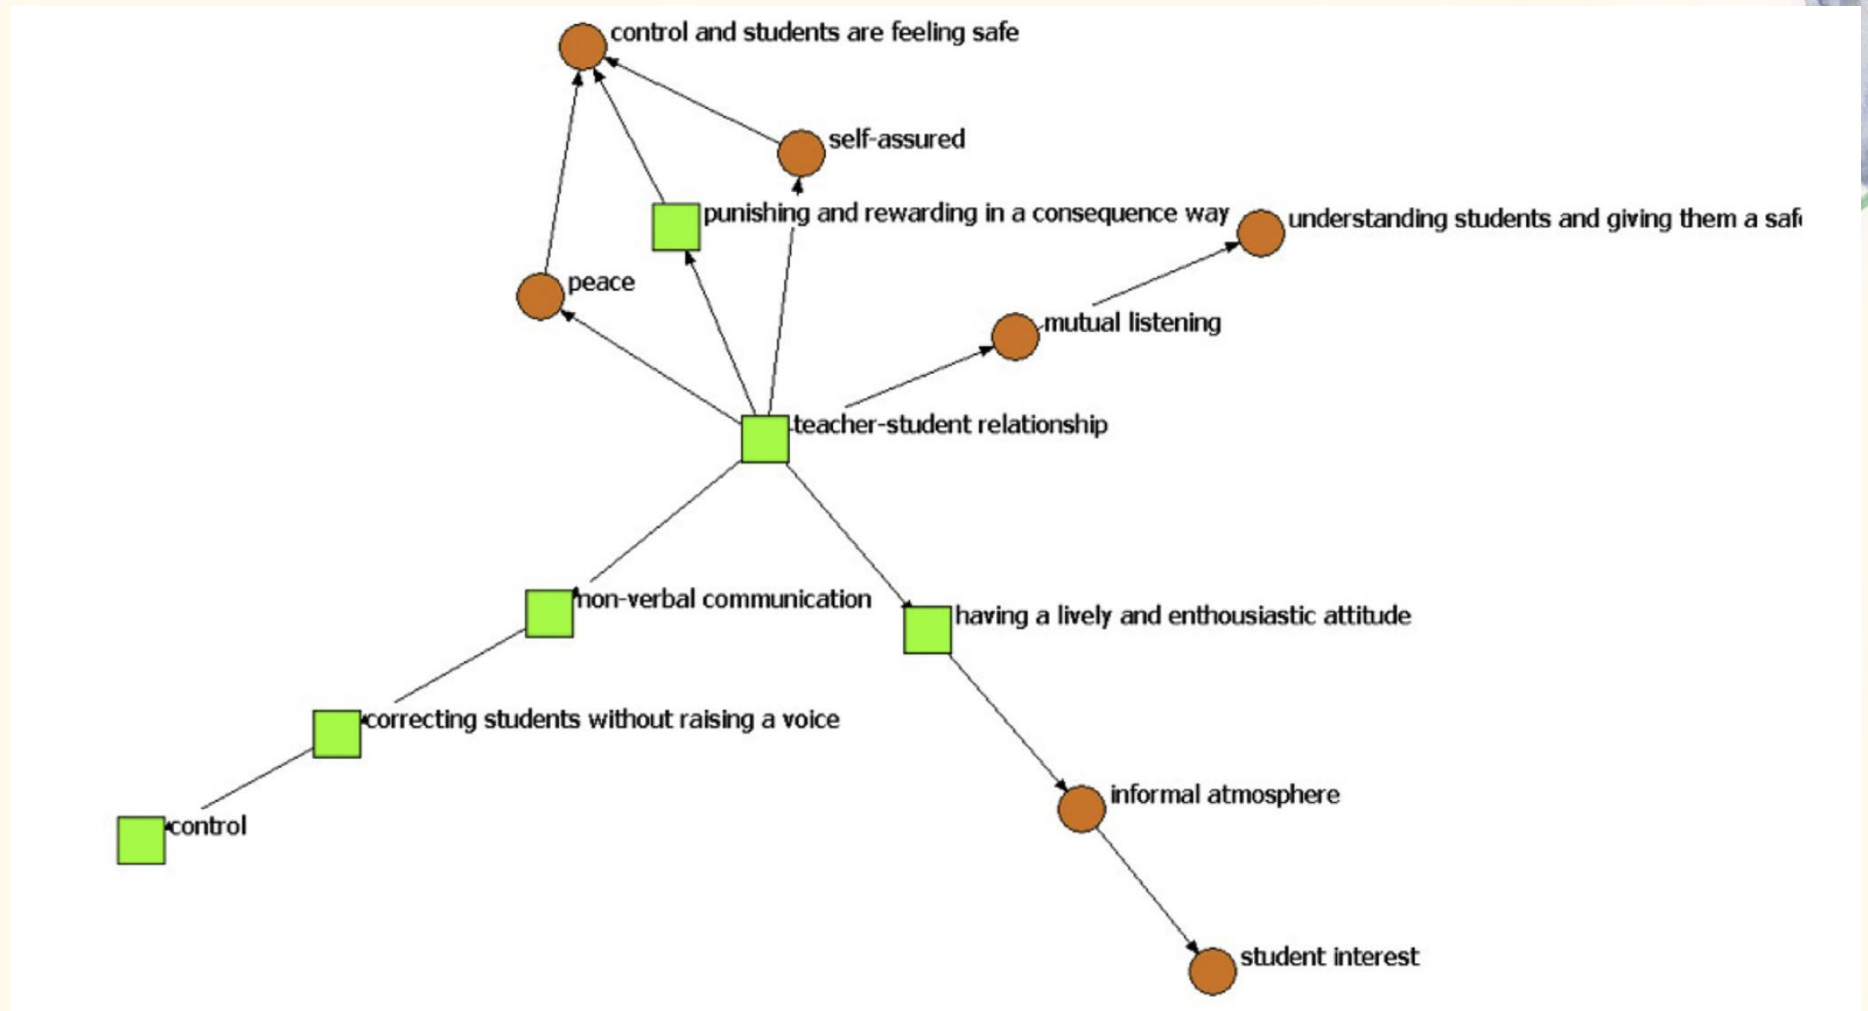 control and students are feeling safe
self-assured
punishing and rewarding in a consequence way
understanding students and giving them a
peace
mutual listening
teacher-student relationship
non-verbal communication
having a lively and enthousiastic attitude
correcting students without raising a voice
informal atmosphere
control
student interest